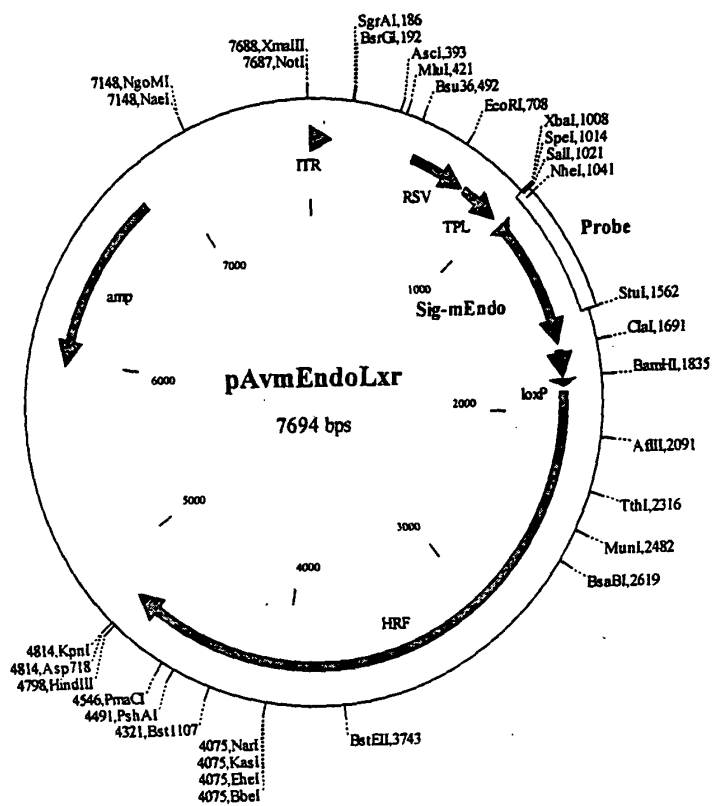 SgrAI,186
BsrGI,192
7688,XmaIII
7687,NotI
AscI,393
MluI,421
Bsu36,492
7148,NgoMI
7148,NaeI
EcoRI,708
XbaI,1008
SpeI,1014
SalI,1021
NheI,1041
ITR
RSV
TPL
Probe
7000
1000
amp
Sig-mEndo
StuI,1562
ClaI,1691
6000
pAvmEndoLxr
BamHI,1835
loxP
2000
7694 bps
AflII,2091
5000
TthI,2316
3000
MunI,2482
4000
BsaBI,2619
HRF
4814,KpnI
4814,Asp718
4798,HindIII
4546,PmaCI
4491,PshAI
4321,Bst1107
4075,NarI
4075,KasI
4075,EheI
4075,BbeI
BstEII,3743